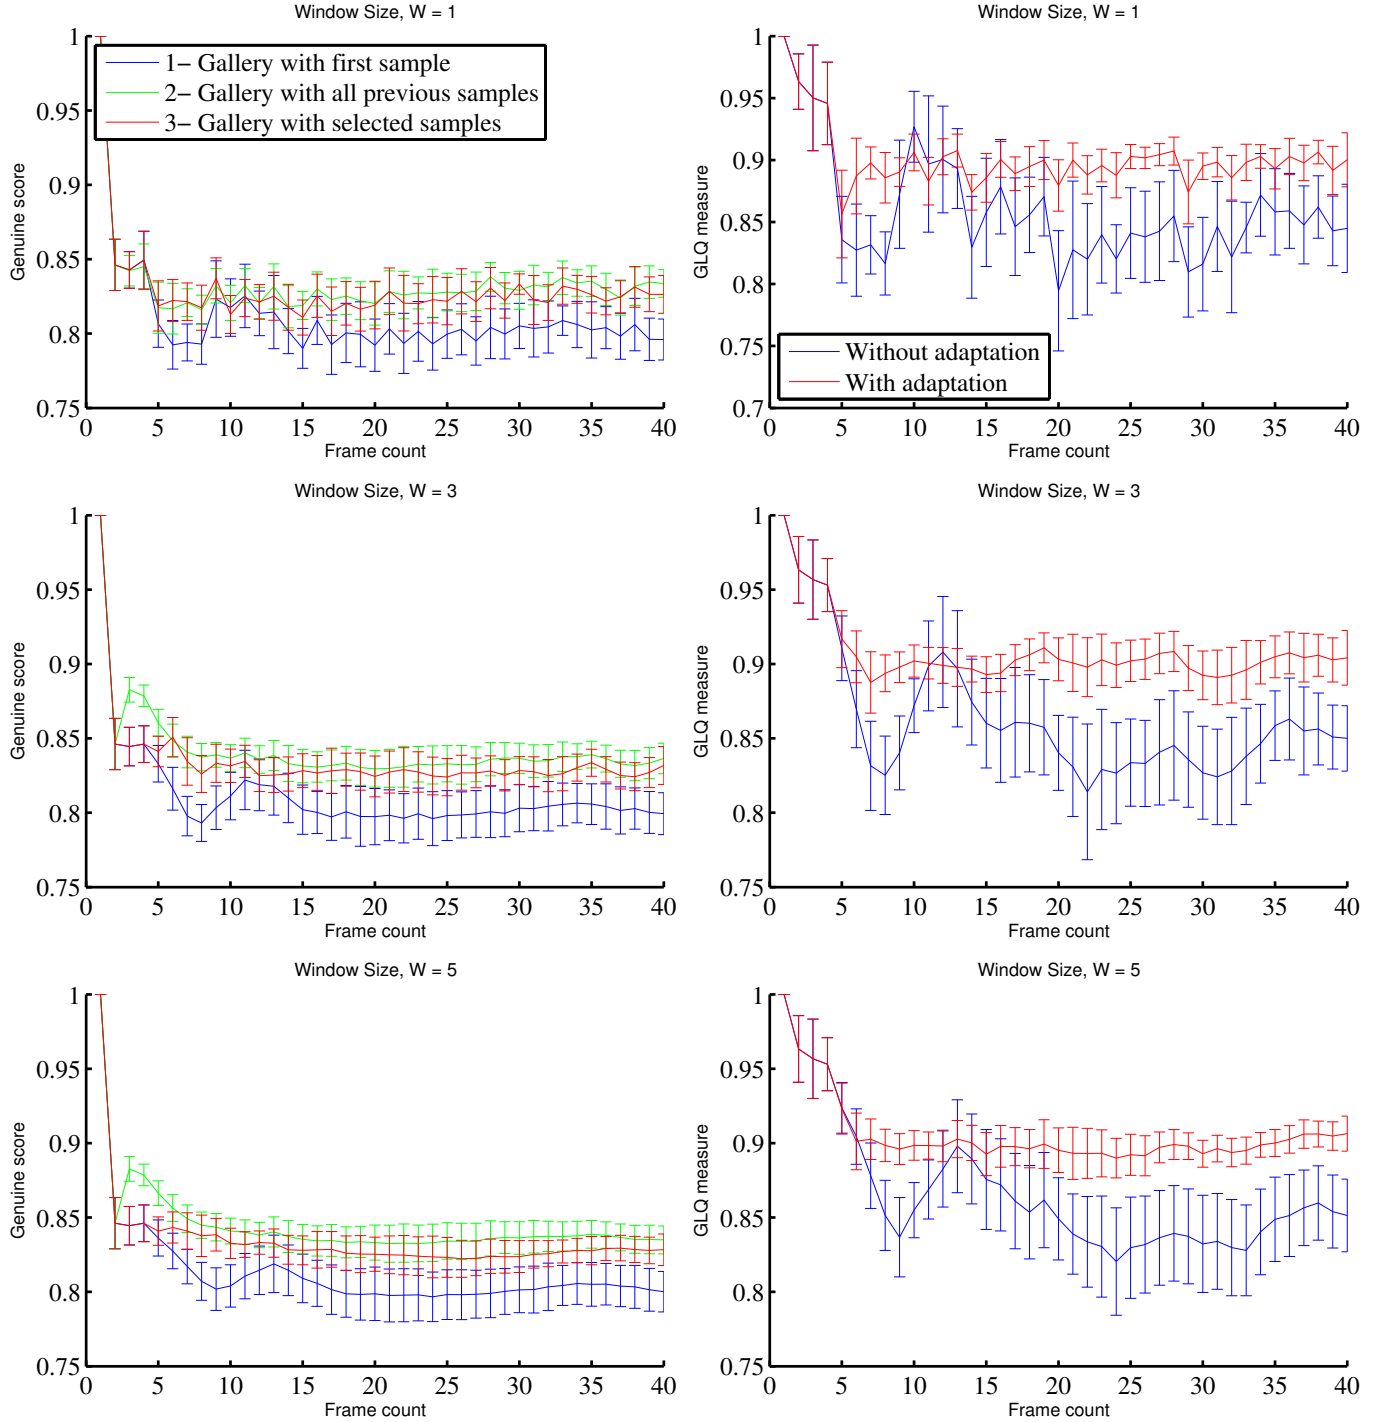 Window Size, W = 1
1
0.95
0.9
0.85
0.8
0.75
Genuine score
1– Gallery with first sample
2– Gallery with all previous samples
3– Gallery with selected samples
0 5 10 15 20 25 30 35 40
Frame count
Window Size, W = 1
1
0.95
0.9
0.85
0.8
0.75
0.7
GLQ measure
Without adaptation
With adaptation
0 5 10 15 20 25 30 35 40
Frame count
Window Size, W = 3
1
0.95
0.9
0.85
0.8
0.75
Genuine score
0 5 10 15 20 25 30 35 40
Frame count
Window Size, W = 3
1
0.95
0.9
0.85
0.8
0.75
GLQ measure
0 5 10 15 20 25 30 35 40
Frame count
Window Size, W = 5
1
0.95
0.9
0.85
0.8
0.75
Genuine score
0 5 10 15 20 25 30 35 40
Frame count
Window Size, W = 5
1
0.95
0.9
0.85
0.8
0.75
GLQ measure
0 5 10 15 20 25 30 35 40
Frame count